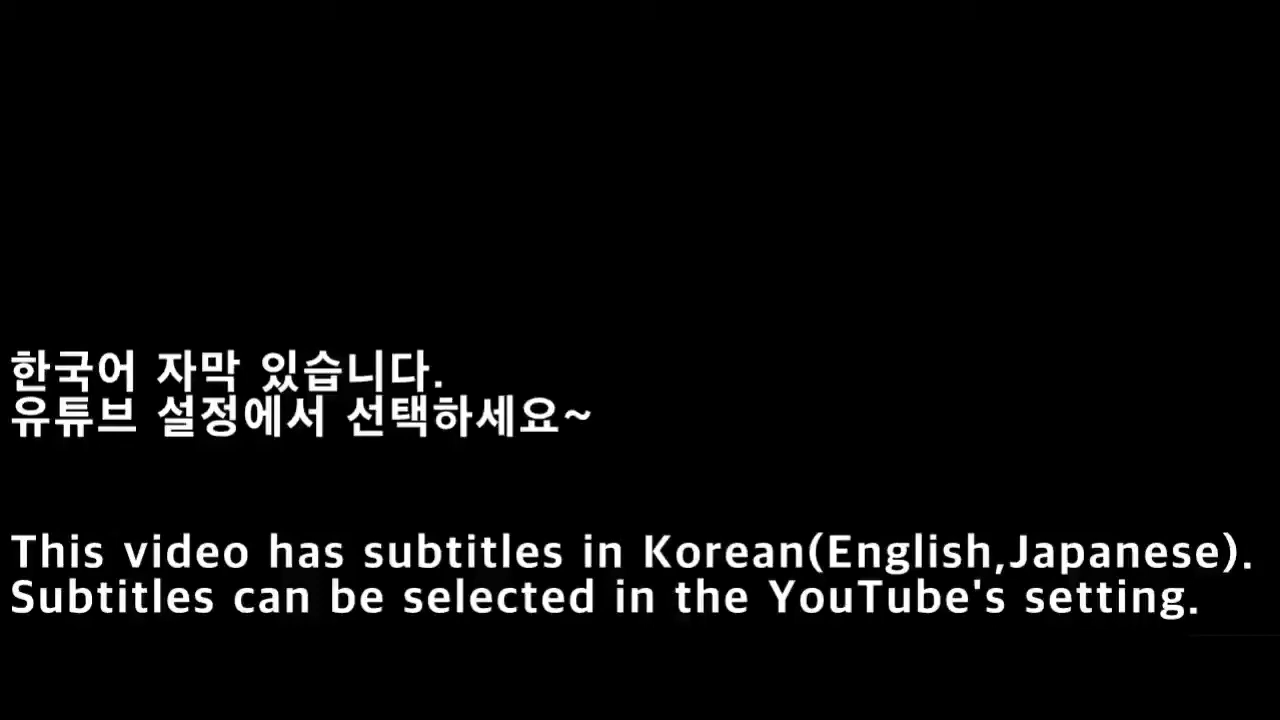 한국어 자막 있습니다.
유튜브 설정에서 선택하세요~
This video has subtitles in Korean(English,Japanese).
Subtitles can be selected in the YouTube's setting.